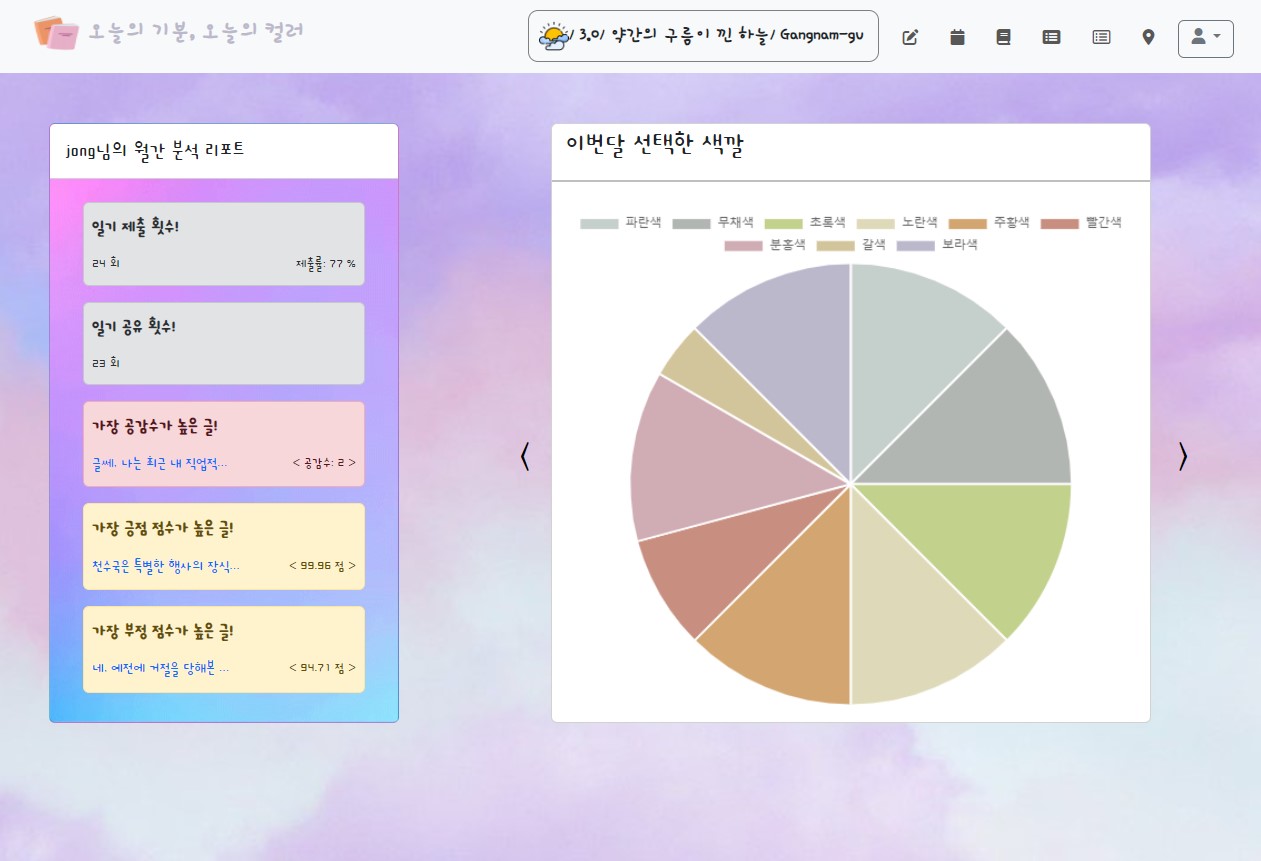 오늘의 기분, 오늘의 컬러
/ 3.0/ 약간의 구름이 낀 하늘/ Gangnam-gu
jong님의 월간 분석 리포트
일기 제출 횟수!
24 회 제출률: 77 %
일기 공유 횟수!
23 회
가장 공감수가 높은 글!
글쎄, 나는 최근 내 직업적... < 공감수: 2 >
가장 긍정 점수가 높은 글!
천수국은 특별한 행사의 장식... < 99.96 점 >
가장 부정 점수가 높은 글!
네, 예전에 거절을 당해본 ... < 94.71 점 >
이번달 선택한 색깔
파란색 무채색 초록색 노란색 주황색 빨간색
분홍색 갈색 보라색